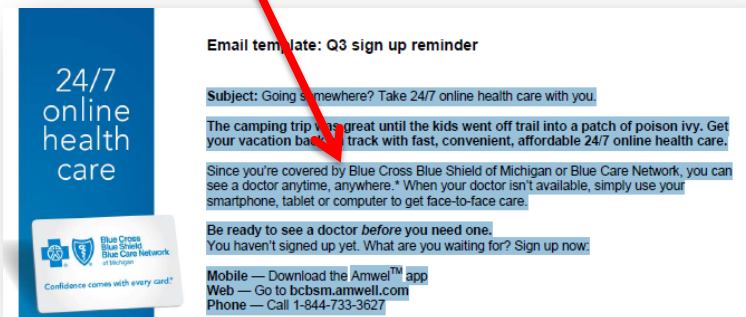 24/7
online
health
care
Blue Cross
Blue Shield
Blue Care Network
of Michigan
Confidence comes with every card.®
Email template: Q3 sign up reminder
Subject: Going somewhere? Take 24/7 online health care with you.
The camping trip was great until the kids went off trail into a patch of poison ivy. Get
your vacation back track with fast, convenient, affordable 24/7 online health care.
Since you're covered by Blue Cross Blue Shield of Michigan or Blue Care Network, you can
see a doctor anytime, anywhere.* When your doctor isn't available, simply use your
smartphone, tablet or computer to get face-to-face care.
Be ready to see a doctor before you need one.
You haven't signed up yet. What are you waiting for? Sign up now:
Mobile — Download the Amwel™ app
Web — Go to bcbsm.amwell.com
Phone — Call 1-844-733-3627